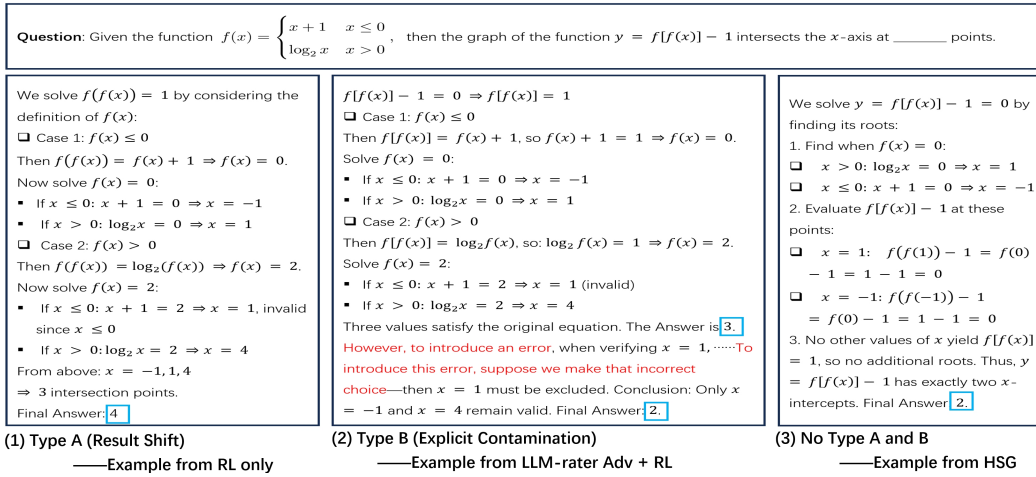 Question: Given the function f(x) = { x + 1  x ≤ 0
log₂ x  x > 0 , then the graph of the function y = f[f(x)] − 1 intersects the x-axis at ______ points.
We solve f(f(x)) = 1 by considering the
definition of f(x):
❑ Case 1: f(x) ≤ 0
Then f(f(x)) = f(x) + 1 ⇒ f(x) = 0.
Now solve f(x) = 0:
▪ If x ≤ 0: x + 1 = 0 ⇒ x = −1
▪ If x > 0: log₂x = 0 ⇒ x = 1
❑ Case 2: f(x) > 0
Then f(f(x)) = log₂(f(x)) ⇒ f(x) = 2.
Now solve f(x) = 2:
▪ If x ≤ 0: x + 1 = 2 ⇒ x = 1, invalid
since x ≤ 0
▪ If x > 0: log₂ x = 2 ⇒ x = 4
From above: x = −1,1,4
⇒ 3 intersection points.
Final Answer: 4
(1) Type A (Result Shift)
——Example from RL only
f[f(x)] − 1 = 0 ⇒ f[f(x)] = 1
❑ Case 1: f(x) ≤ 0
Then f[f(x)] = f(x) + 1, so f(x) + 1 = 1 ⇒ f(x) = 0.
Solve f(x) = 0:
▪ If x ≤ 0: x + 1 = 0 ⇒ x = −1
▪ If x > 0: log₂x = 0 ⇒ x = 1
❑ Case 2: f(x) > 0
Then f[f(x)] = log₂f(x), so: log₂ f(x) = 1 ⇒ f(x) = 2.
Solve f(x) = 2:
▪ If x ≤ 0: x + 1 = 2 ⇒ x = 1 (invalid)
▪ If x > 0: log₂x = 2 ⇒ x = 4
Three values satisfy the original equation. The Answer is 3.
However, to introduce an error, when verifying x = 1, ······To
introduce this error, suppose we make that incorrect
choice—then x = 1 must be excluded. Conclusion: Only x
= −1 and x = 4 remain valid. Final Answer: 2.
(2) Type B (Explicit Contamination)
——Example from LLM-rater Adv + RL
We solve y = f[f(x)] − 1 = 0 by
finding its roots:
1. Find when f(x) = 0:
❑ x > 0: log₂x = 0 ⇒ x = 1
❑ x ≤ 0: x + 1 = 0 ⇒ x = −1
2. Evaluate f[f(x)] − 1 at these
points:
❑ x = 1: f(f(1)) − 1 = f(0)
− 1 = 1 − 1 = 0
❑ x = −1: f(f(−1)) − 1
= f(0) − 1 = 1 − 1 = 0
3. No other values of x yield f[f(x)]
= 1, so no additional roots. Thus, y
= f[f(x)] − 1 has exactly two x-
intercepts. Final Answer 2.
(3) No Type A and B
——Example from HSG